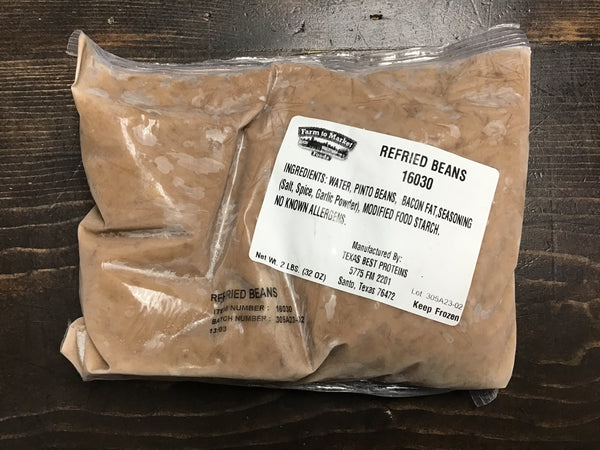 Farm to Market
Foods
REFRIED BEANS
16030
INGREDIENTS: WATER, PINTO BEANS, BACON FAT,SEASONING
(Salt, Spice, Garlic Powder), MODIFIED FOOD STARCH.
NO KNOWN ALLERGENS.
Manufactured By:
TEXAS BEST PROTEINS
5775 FM 2201
Santo, Texas 76472
Net Wt. 2 LBS. (32 OZ)
Lot: 305A23-02
Keep Frozen
REFRIED BEANS
ITEM NUMBER : 16030
BATCH NUMBER : 305A23-02
13:03